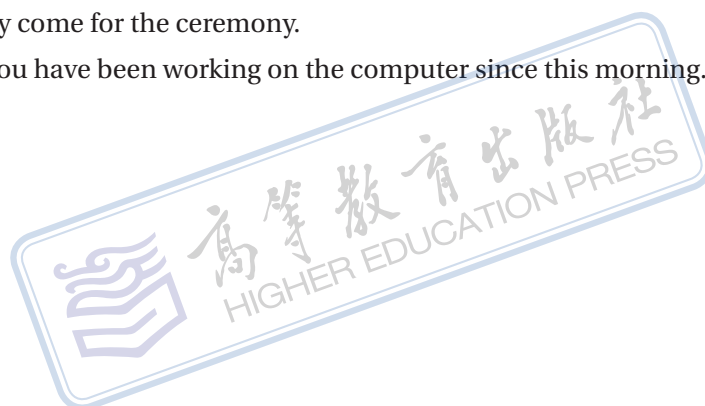 y come for the ceremony.
ou have been working on the computer since this morning.
高等教育出版社
HIGHER EDUCATION PRESS